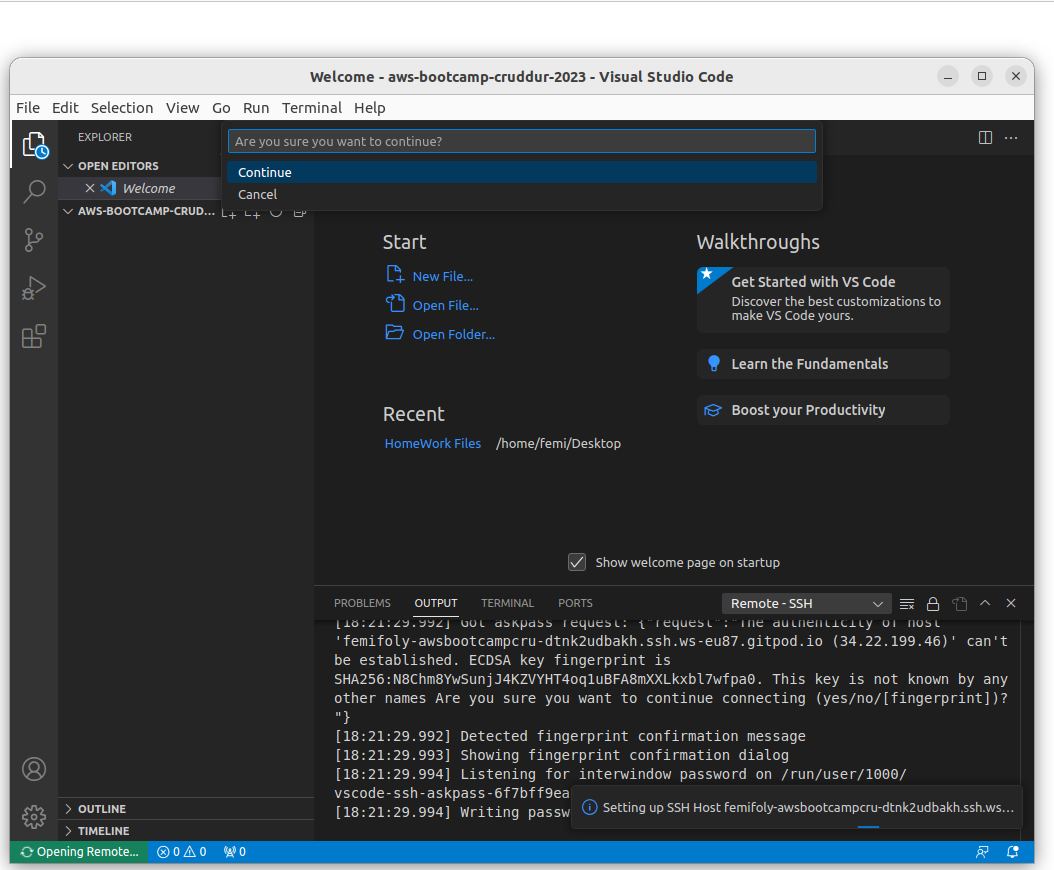 Welcome - aws-bootcamp-cruddur-2023 - Visual Studio Code
File Edit Selection View Go Run Terminal Help
EXPLORER
Are you sure you want to continue?
Continue
Cancel
OPEN EDITORS
Welcome
AWS-BOOTCAMP-CRUD...
Start
New File...
Open File...
Open Folder...
Recent
HomeWork Files /home/femi/Desktop
Walkthroughs
Get Started with VS Code
Discover the best customizations to
make VS Code yours.
Learn the Fundamentals
Boost your Productivity
Show welcome page on startup
PROBLEMS OUTPUT TERMINAL PORTS Remote - SSH
[18:21:29.992] Got askpass request: {"request":"The authenticity of host
'femifoly-awsbootcampcru-dtnk2udbakh.ssh.ws-eu87.gitpod.io (34.22.199.46)' can't
be established. ECDSA key fingerprint is
SHA256:N8Chm8YwSunjJ4KZVYHT4oq1uBFA8mXXLkxbl7wfpa0. This key is not known by any
other names Are you sure you want to continue connecting (yes/no/[fingerprint])?
"}
[18:21:29.992] Detected fingerprint confirmation message
[18:21:29.993] Showing fingerprint confirmation dialog
[18:21:29.994] Listening for interwindow password on /run/user/1000/
vscode-ssh-askpass-6f7bff9ea
[18:21:29.994] Writing passw
Setting up SSH Host femifoly-awsbootcampcru-dtnk2udbakh.ssh.ws...
OUTLINE
TIMELINE
Opening Remote... 0 0 0